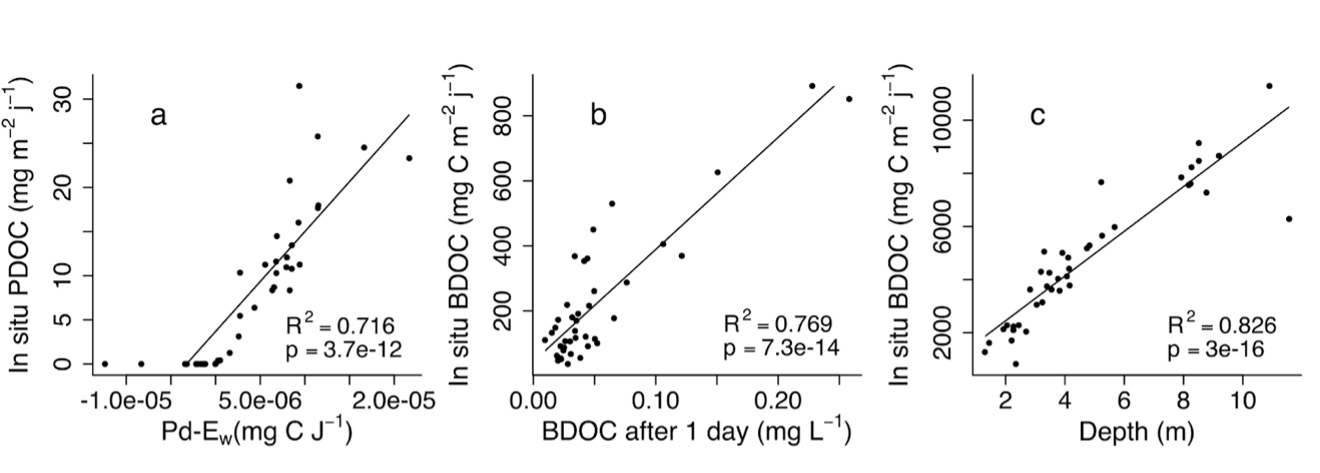 a
In situ PDOC (mg m⁻² j⁻¹)
0 5 10 20 30
R² = 0.716
p = 3.7e-12
-1.0e-05 5.0e-06 2.0e-05
Pd-E_w(mg C J⁻¹)
b
In situ BDOC (mg C m⁻² j⁻¹)
200 400 600 800
R² = 0.769
p = 7.3e-14
0.00 0.10 0.20
BDOC after 1 day (mg L⁻¹)
c
In situ BDOC (mg C m⁻² j⁻¹)
2000 6000 10000
R² = 0.826
p = 3e-16
2 4 6 8 10
Depth (m)